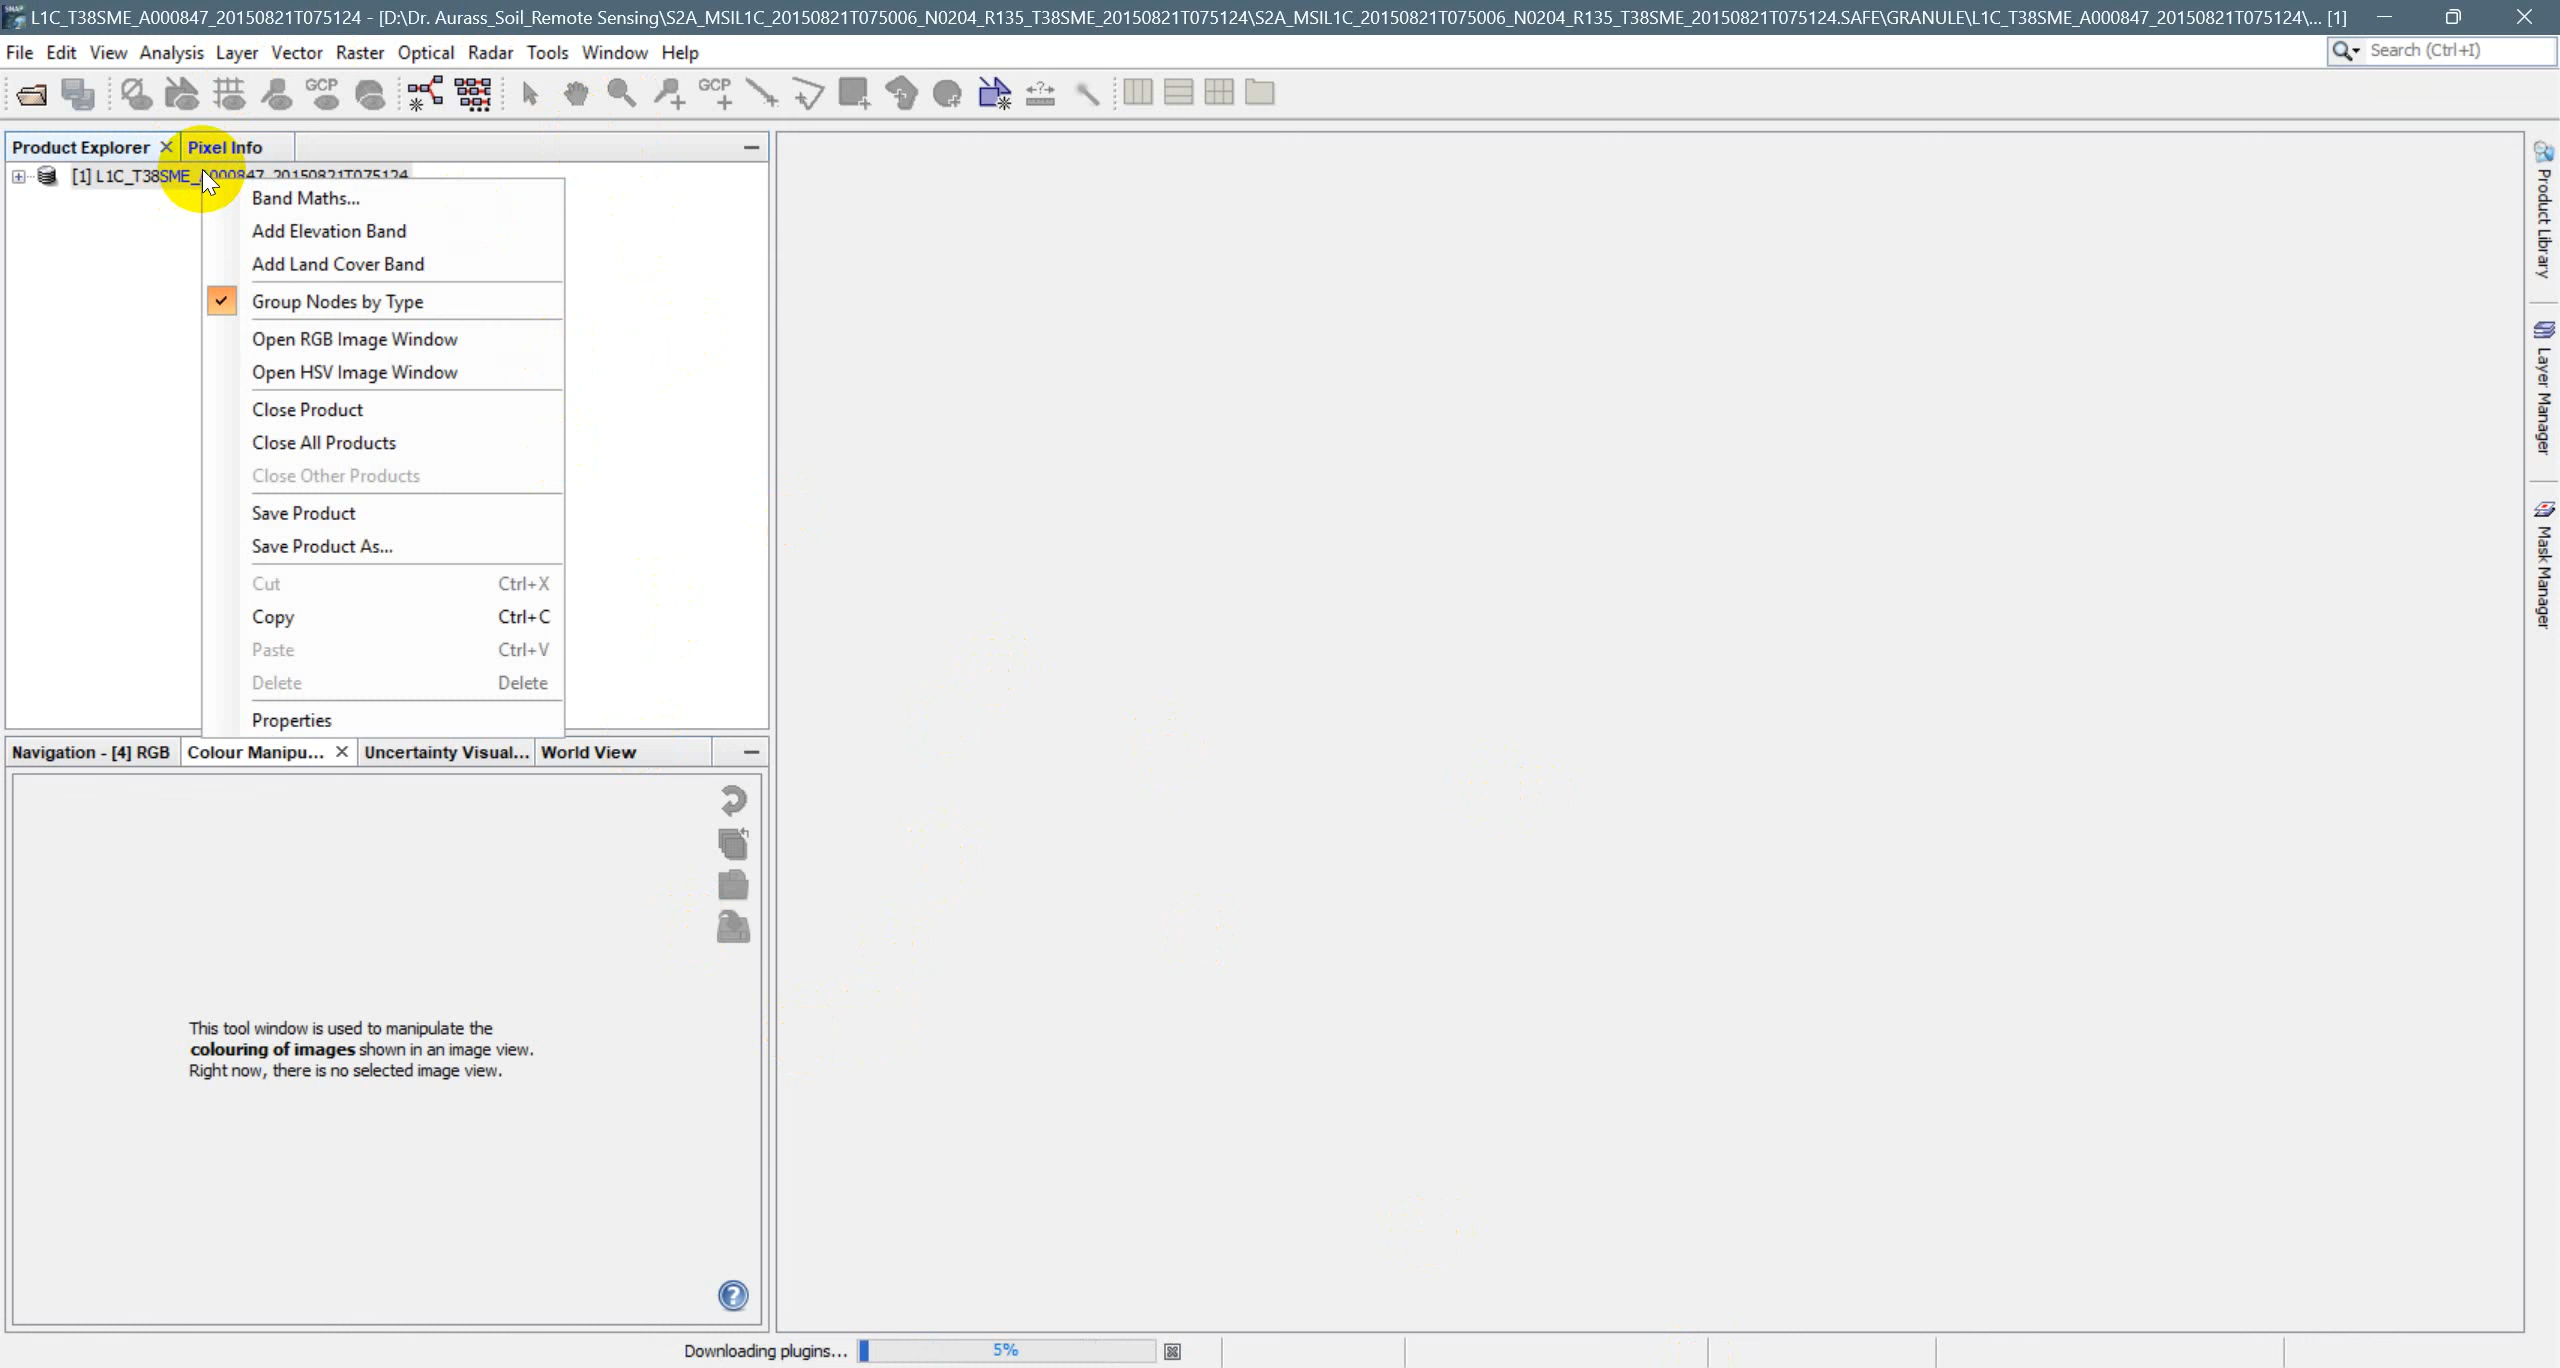 L1C_T38SME_A000847_20150821T075124 - [D:\Dr. Aurass_Soil_Remote Sensing\S2A_MSIL1C_20150821T075006_N0204_R135_T38SME_20150821T075124\S2A_MSIL1C_20150821T075006_N0204_R135_T38SME_20150821T075124.SAFE\GRANULE\L1C_T38SME_A000847_20150821T075124\... [1]
File Edit View Analysis Layer Vector Raster Optical Radar Tools Window Help
Search (Ctrl+I)
GCP GCP
Product Explorer Pixel Info
[1] L1C_T38SME_A000847_20150821T075124
Band Maths...
Add Elevation Band
Add Land Cover Band
Group Nodes by Type
Open RGB Image Window
Open HSV Image Window
Close Product
Close All Products
Close Other Products
Save Product
Save Product As...
Cut Ctrl+X
Copy Ctrl+C
Paste Ctrl+V
Delete Delete
Properties
Navigation - [4] RGB Colour Manipu... Uncertainty Visual... World View
This tool window is used to manipulate the
colouring of images shown in an image view.
Right now, there is no selected image view.
Product Library
Layer Manager
Mask Manager
Downloading plugins... 5%